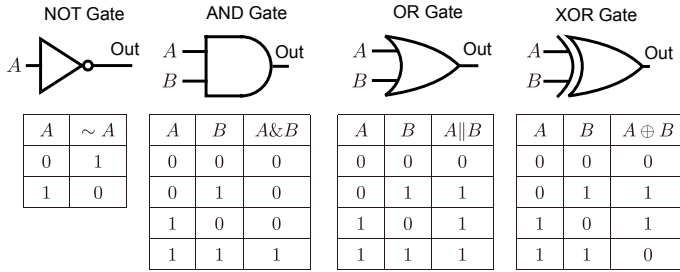 NOT Gate AND Gate OR Gate XOR Gate
A Out A B Out A B Out A B Out
A ∼ A A B A&B A B A∥B A B A ⊕ B
0 1 0 0 0 0 0 0 0 0 0
1 0 0 1 0 0 1 1 0 1 1
1 0 0 1 0 1 1 0 1
1 1 1 1 1 1 1 1 0